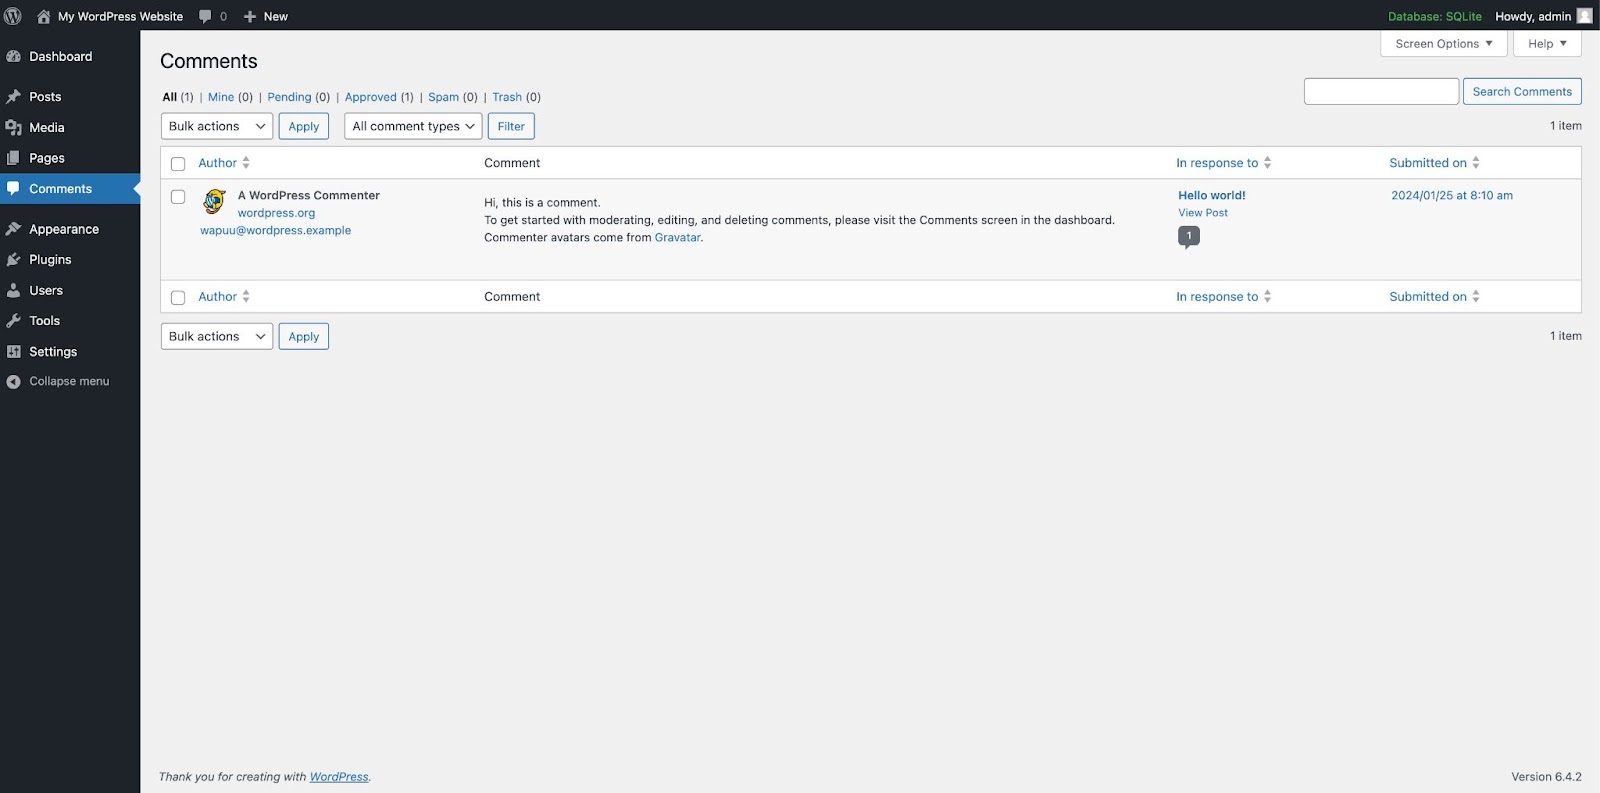 My WordPress Website 0 New Database: SQLite Howdy, admin
Dashboard
Posts
Media
Pages
Comments
Appearance
Plugins
Users
Tools
Settings
Collapse menu
Screen Options Help
Comments
All (1) | Mine (0) | Pending (0) | Approved (1) | Spam (0) | Trash (0)
Search Comments
Bulk actions Apply All comment types Filter
1 item
Author Comment In response to Submitted on
A WordPress Commenter
wordpress.org
wapuu@wordpress.example
Hi, this is a comment.
To get started with moderating, editing, and deleting comments, please visit the Comments screen in the dashboard.
Commenter avatars come from Gravatar.
Hello world!
View Post
1
2024/01/25 at 8:10 am
Author Comment In response to Submitted on
Bulk actions Apply
1 item
Thank you for creating with WordPress.
Version 6.4.2